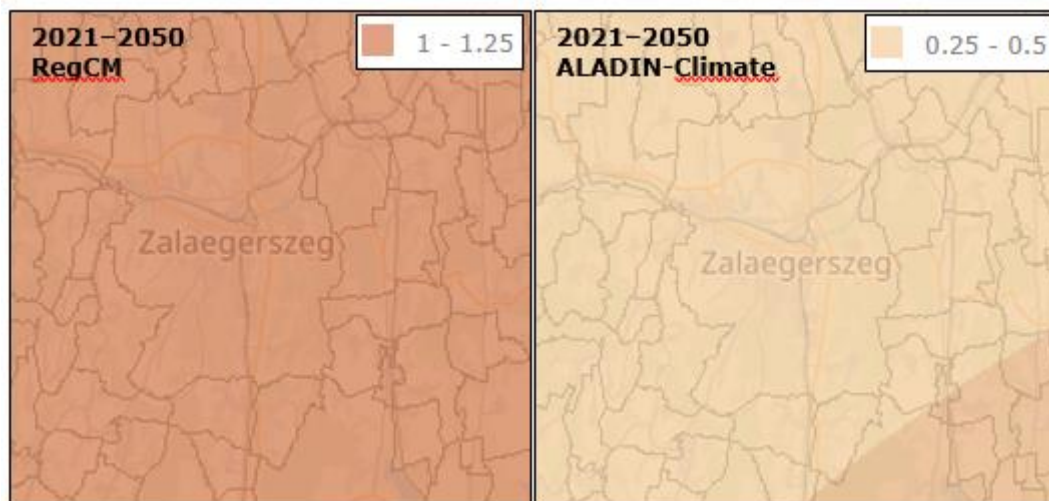 2021–2050
RegCM
1 - 1.25
Zalaegerszeg
2021–2050
ALADIN-Climate
0.25 - 0.5
Zalaegerszeg